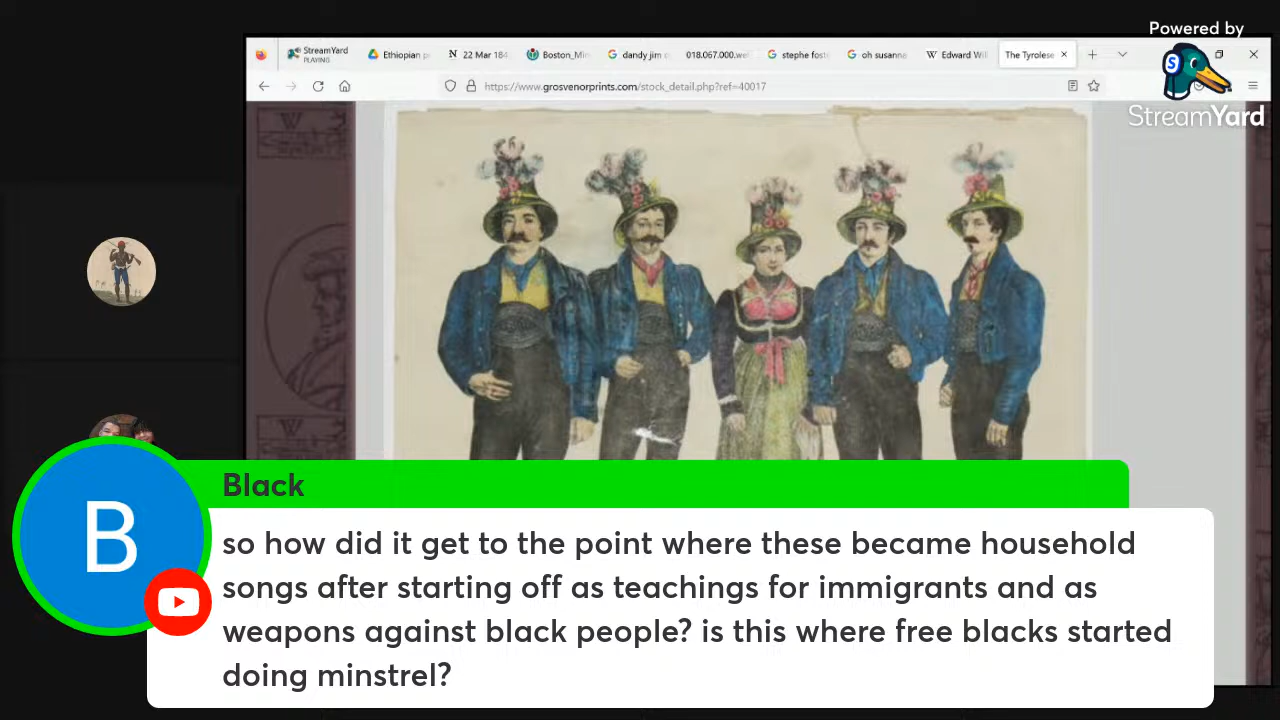 Powered by
StreamYard
StreamYard
PLAYING
Ethiopian
22 Mar 184
Boston_Min
dandy jim c
018.067.000.we
stephe fost
oh susanna
Edward Wi
The Tyrolese
https://www.grosvenorprints.com/stock_detail.php?ref=40017
W
W
B
Black
so how did it get to the point where these became household
songs after starting off as teachings for immigrants and as
weapons against black people? is this where free blacks started
doing minstrel?